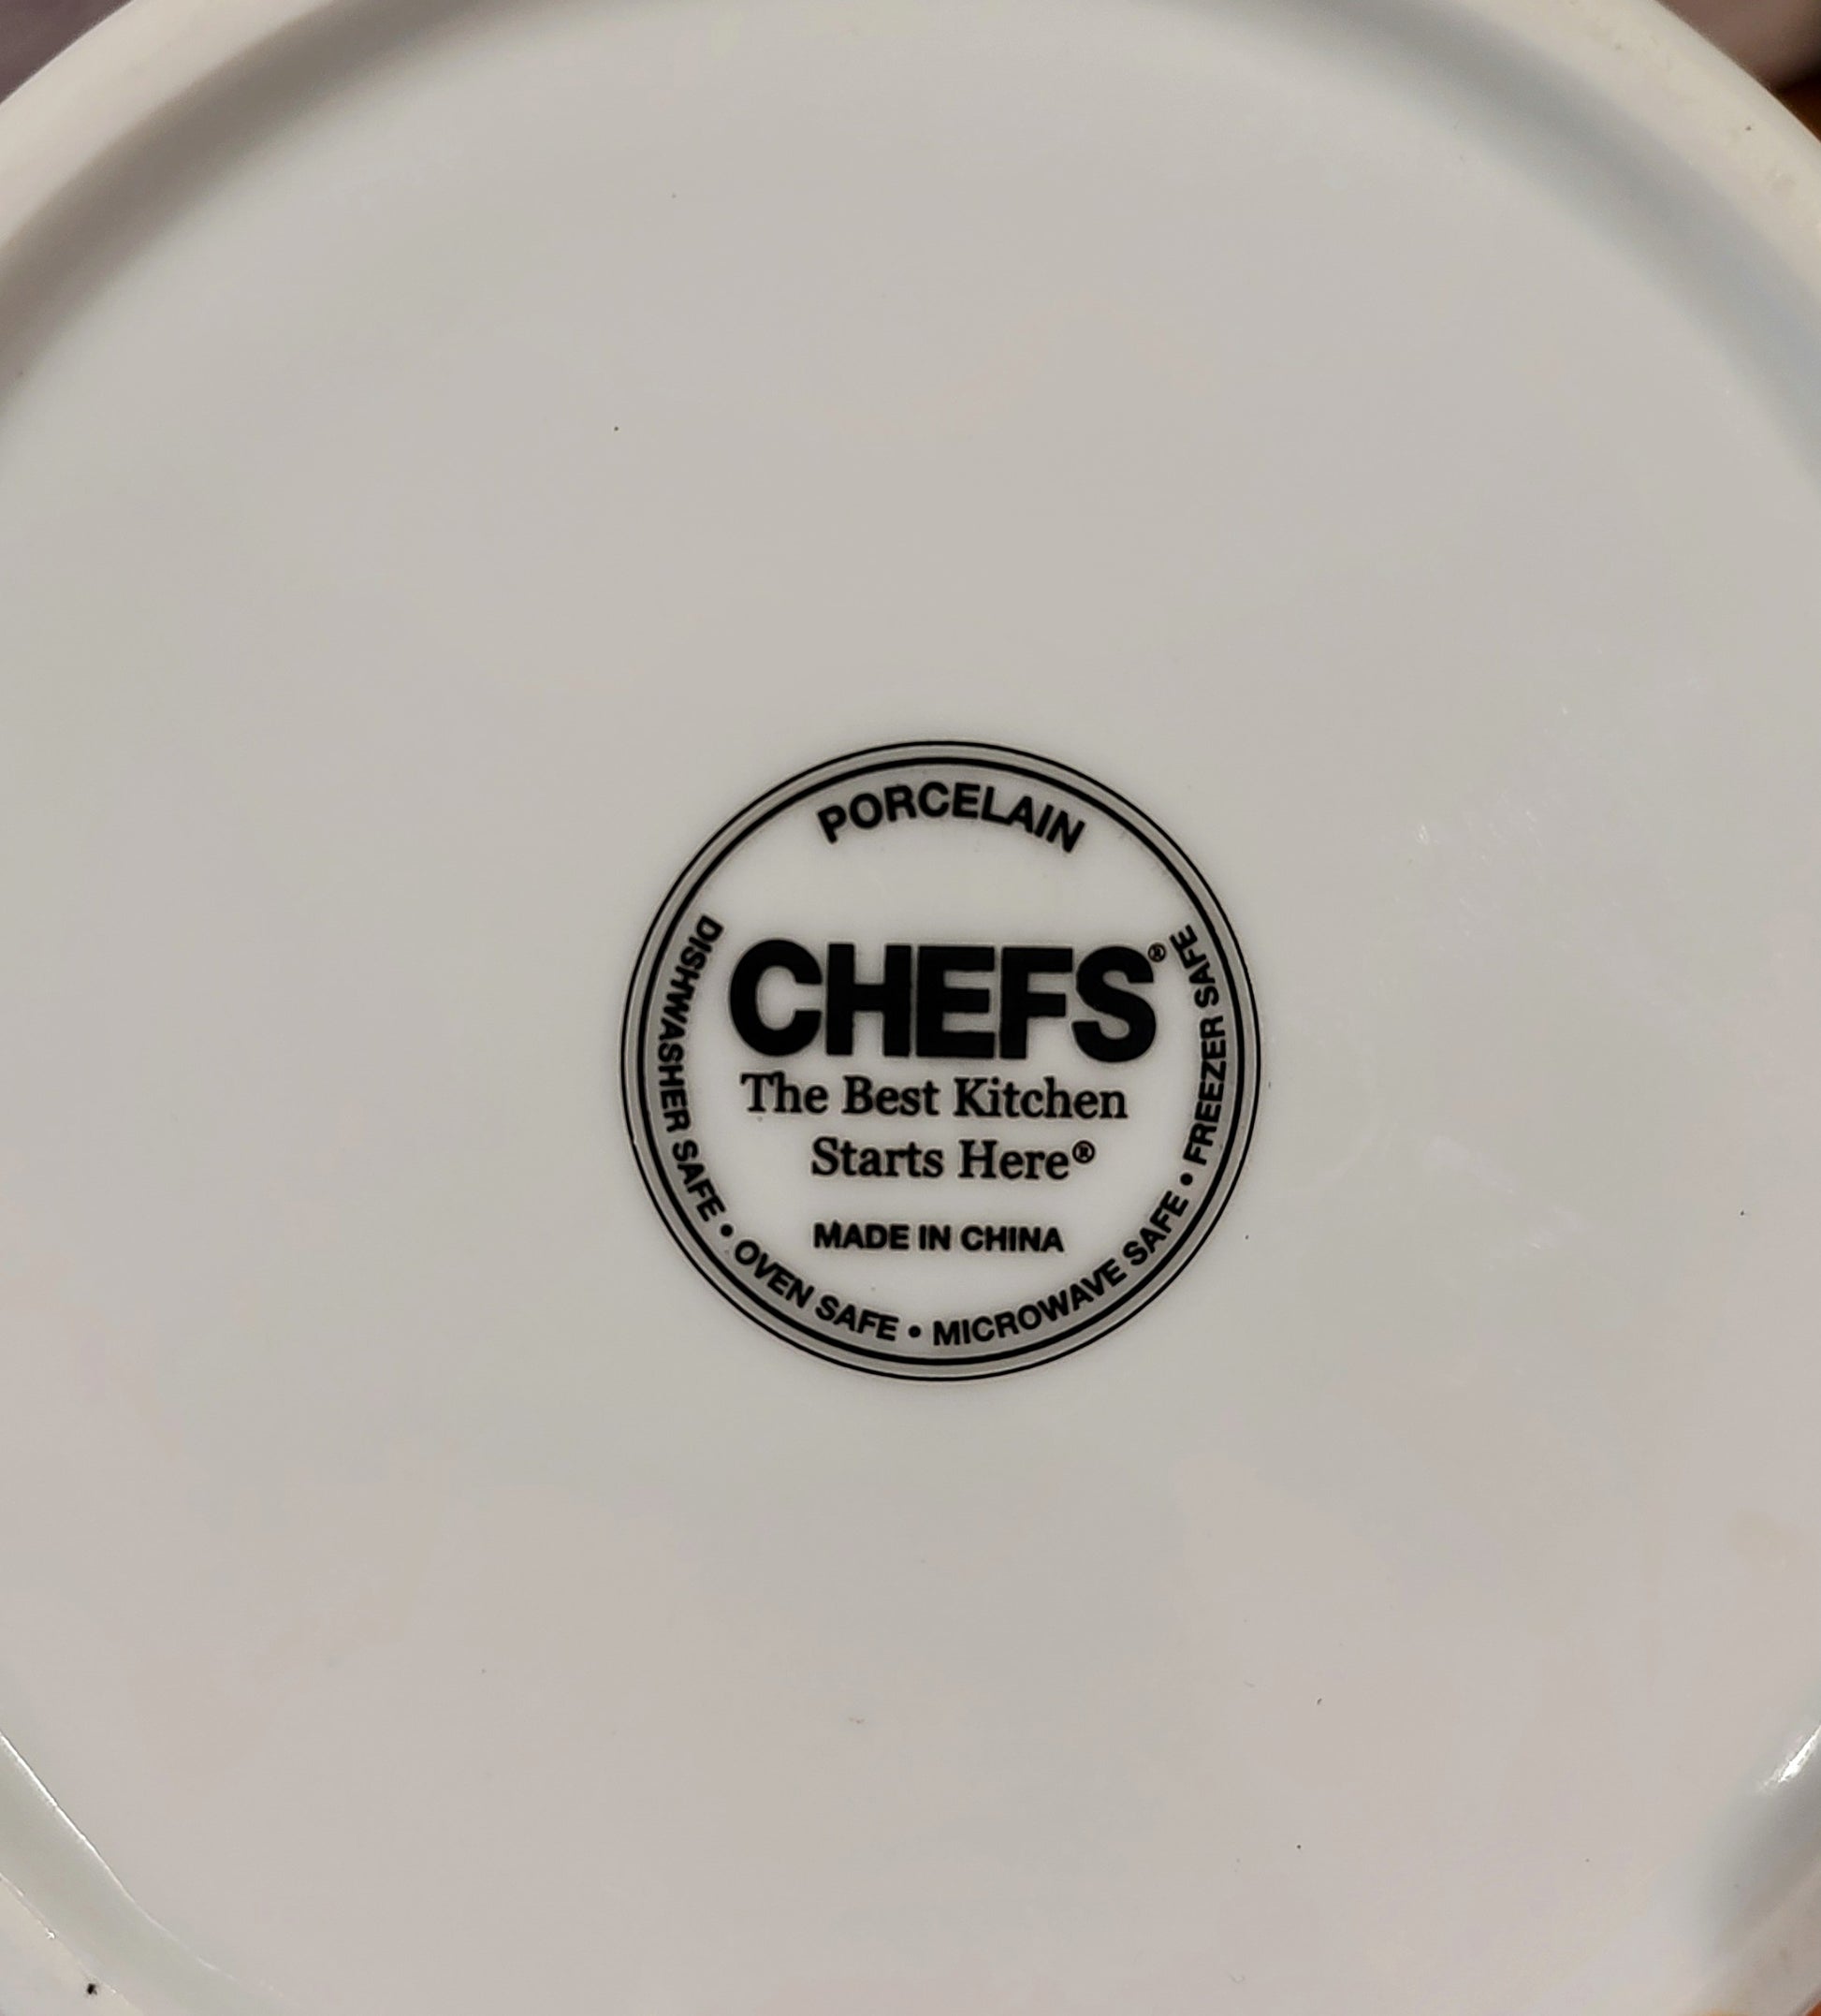 PORCELAIN
CHEFS®
The Best Kitchen
Starts Here®
MADE IN CHINA
DISHWASHER SAFE • OVEN SAFE • MICROWAVE SAFE • FREEZER SAFE